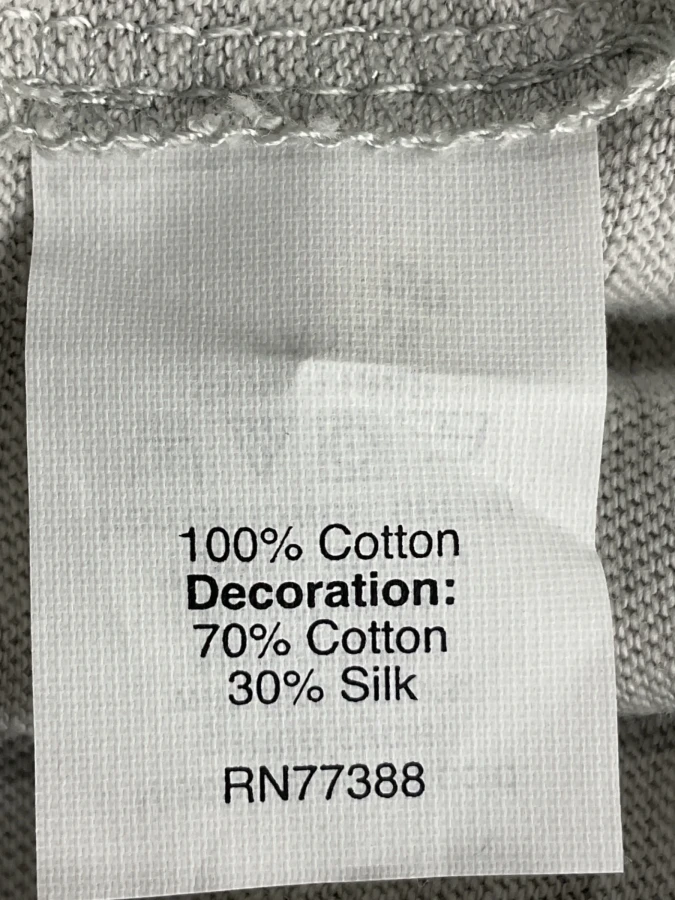 100% Cotton
Decoration:
70% Cotton
30% Silk
RN77388